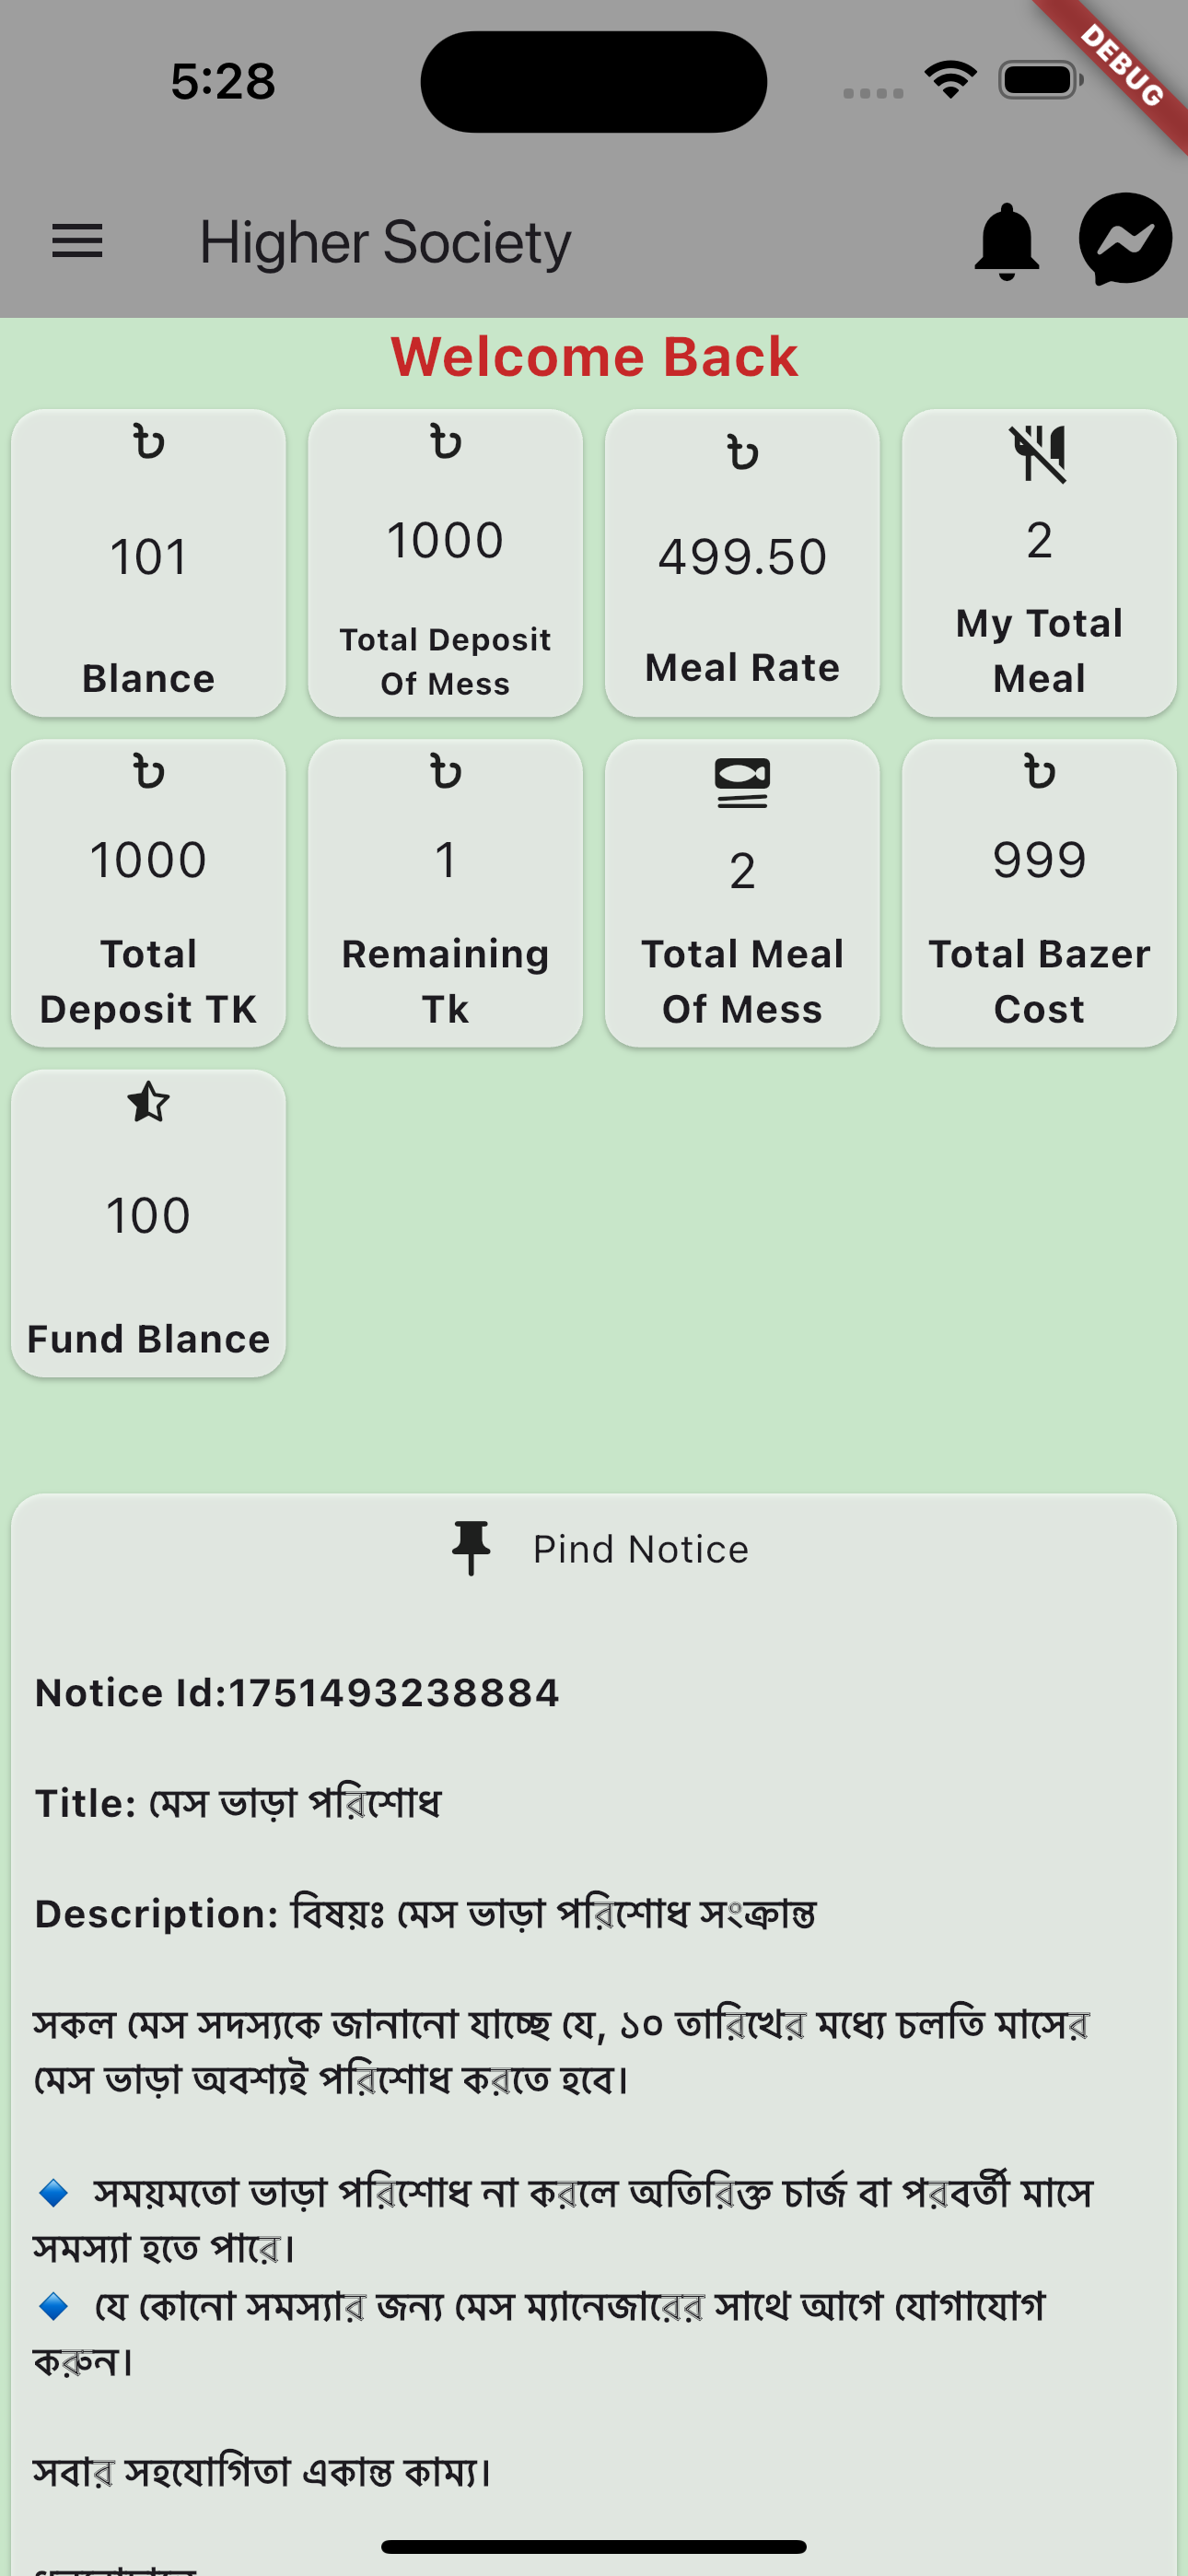 5:28
DEBUG
Higher Society
Welcome Back
৳
৳
৳
101
1000
499.50
2
Blance
Total Deposit
Of Mess
Meal Rate
My Total
Meal
৳
৳
৳
1000
1
2
999
Total
Deposit TK
Remaining
Tk
Total Meal
Of Mess
Total Bazer
Cost
100
Fund Blance
Pind Notice
Notice Id:1751493238884
Title: মেস ভাড়া পরিশোধ
Description: বিষয়ঃ মেস ভাড়া পরিশোধ সংক্রান্ত
সকল মেস সদস্যকে জানানো যাচ্ছে যে, ১০ তারিখের মধ্যে চলতি মাসের
মেস ভাড়া অবশ্যই পরিশোধ করতে হবে।
🔹 সময়মতো ভাড়া পরিশোধ না করলে অতিরিক্ত চার্জ বা পরবর্তী মাসে
সমস্যা হতে পারে।
🔹 যে কোনো সমস্যার জন্য মেস ম্যানেজারের সাথে আগে যোগাযোগ
করুন।
সবার সহযোগিতা একান্ত কাম্য।